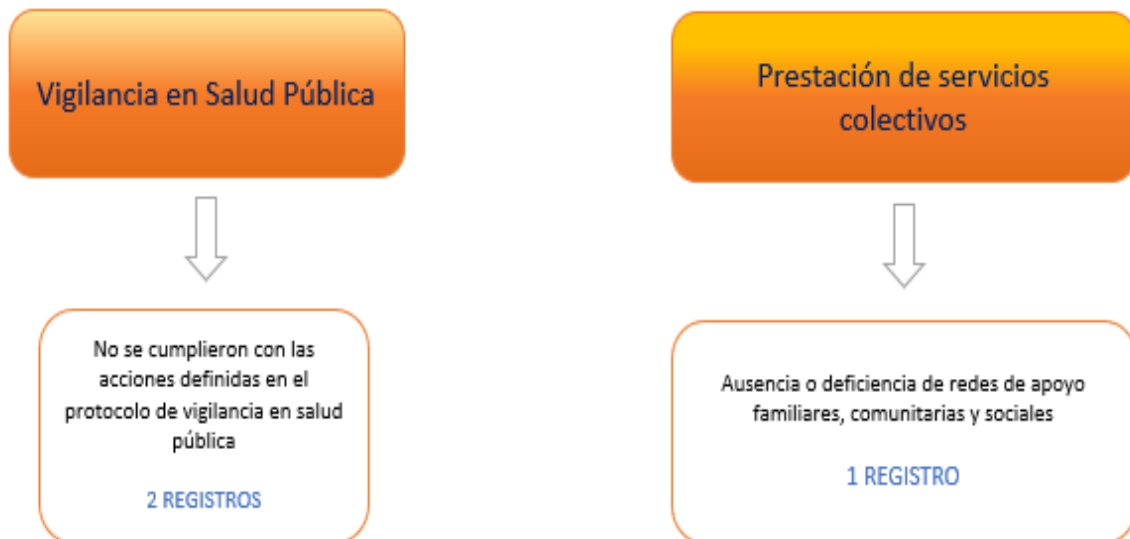 Vigilancia en Salud Pública
Prestación de servicios
colectivos
No se cumplieron con las
acciones definidas en el
protocolo de vigilancia en salud
pública
2 REGISTROS
Ausencia o deficiencia de redes de apoyo
familiares, comunitarias y sociales
1 REGISTRO